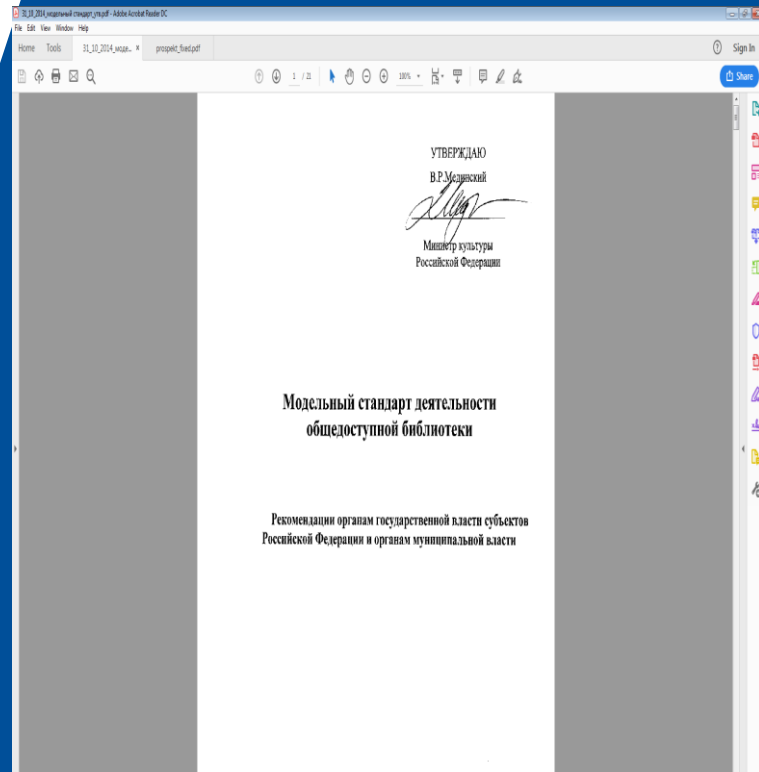 31_10_2014_модельный стандарт_утв.pdf - Adobe Acrobat Reader DC
File Edit View Window Help
Home Tools 31_10_2014_моде... × prospekt_fixed.pdf Sign In
1 / 21 100% Share
УТВЕРЖДАЮ
В.Р.Мединский
Министр культуры
Российской Федерации
Модельный стандарт деятельности
общедоступной библиотеки
Рекомендации органам государственной власти субъектов
Российской Федерации и органам муниципальной власти